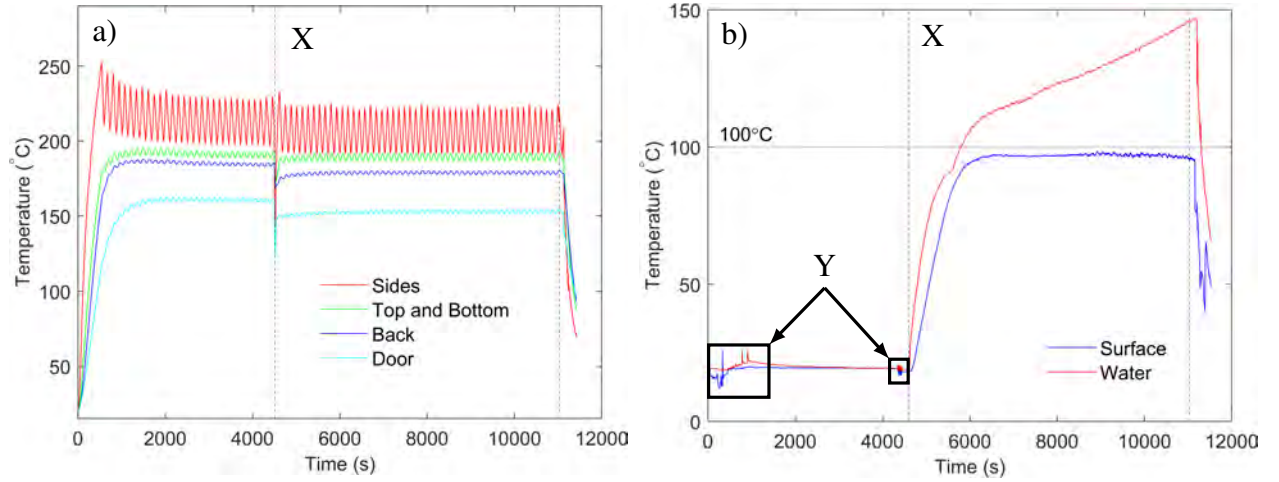 a)
X
Temperature (°C)
250
200
150
100
50
Sides
Top and Bottom
Back
Door
0
2000
4000
6000
8000
10000
12000
Time (s)
b)
X
Temperature (°C)
150
100
50
0
100°C
Y
Surface
Water
0
2000
4000
6000
8000
10000
12000
Time (s)